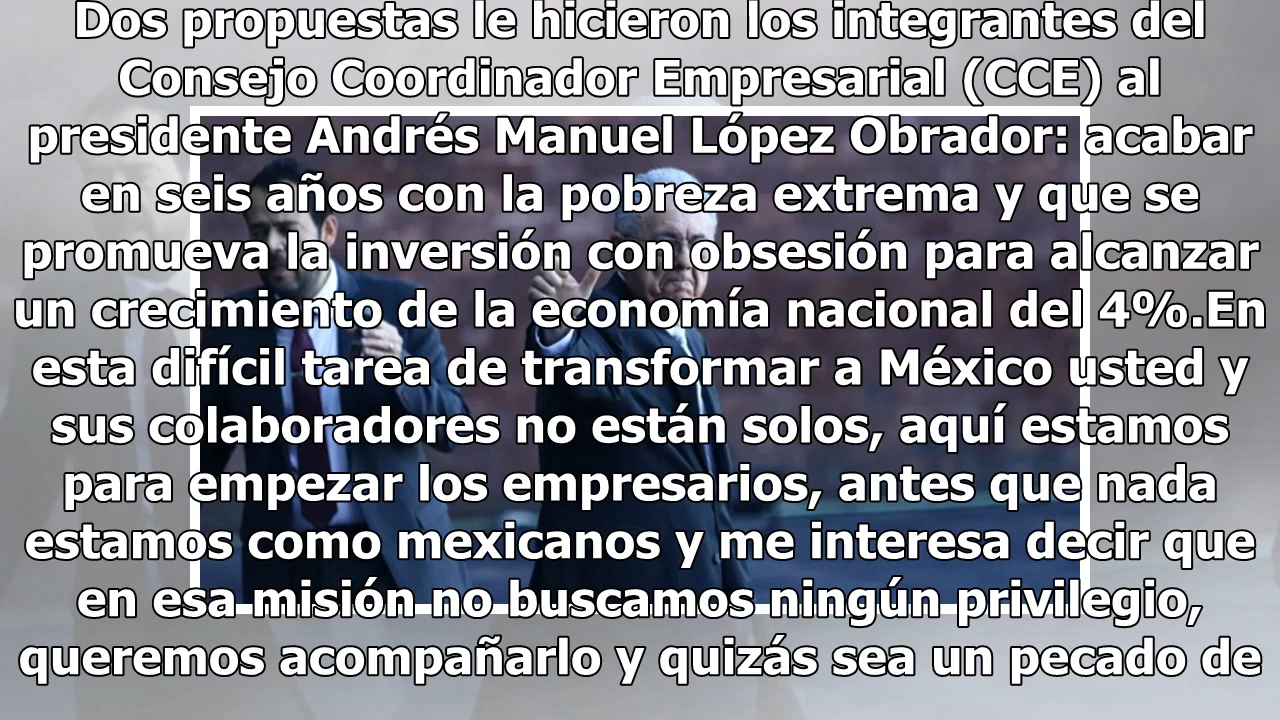 Dos propuestas le hicieron los integrantes del
Consejo Coordinador Empresarial (CCE) al
presidente Andrés Manuel López Obrador: acabar
en seis años con la pobreza extrema y que se
promueva la inversión con obsesión para alcanzar
un crecimiento de la economía nacional del 4%.En
esta difícil tarea de transformar a México usted y
sus colaboradores no están solos, aquí estamos
para empezar los empresarios, antes que nada
estamos como mexicanos y me interesa decir que
en esa misión no buscamos ningún privilegio,
queremos acompañarlo y quizás sea un pecado de